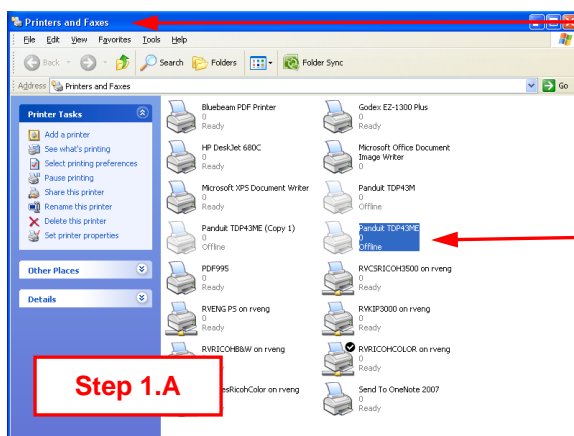 Printers and Faxes
File Edit View Favorites Tools Help
Back Search Folders Folder Sync
Address Printers and Faxes Go
Printer Tasks
Add a printer
See what's printing
Select printing preferences
Pause printing
Share this printer
Rename this printer
Delete this printer
Set printer properties
Other Places
Details
Bluebeam PDF Printer
0
Ready
Godex EZ-1300 Plus
0
Ready
HP DeskJet 680C
0
Ready
Microsoft Office Document
Image Writer
0
Ready
Microsoft XPS Document Writer
0
Ready
Panduit TDP43M
0
Offline
Panduit TDP43ME (Copy 1)
0
Offline
Panduit TDP43ME
0
Offline
PDF995
0
Ready
RVCSRICOH3500 on rveng
0
Ready
RVENG PS on rveng
0
Ready
RVKIP3000 on rveng
0
Ready
RVRICOHB&W on rveng
RVRICOHCOLOR on rveng
0
Ready
esRicohColor on rveng
Send To OneNote 2007
0
Ready
Step 1.A